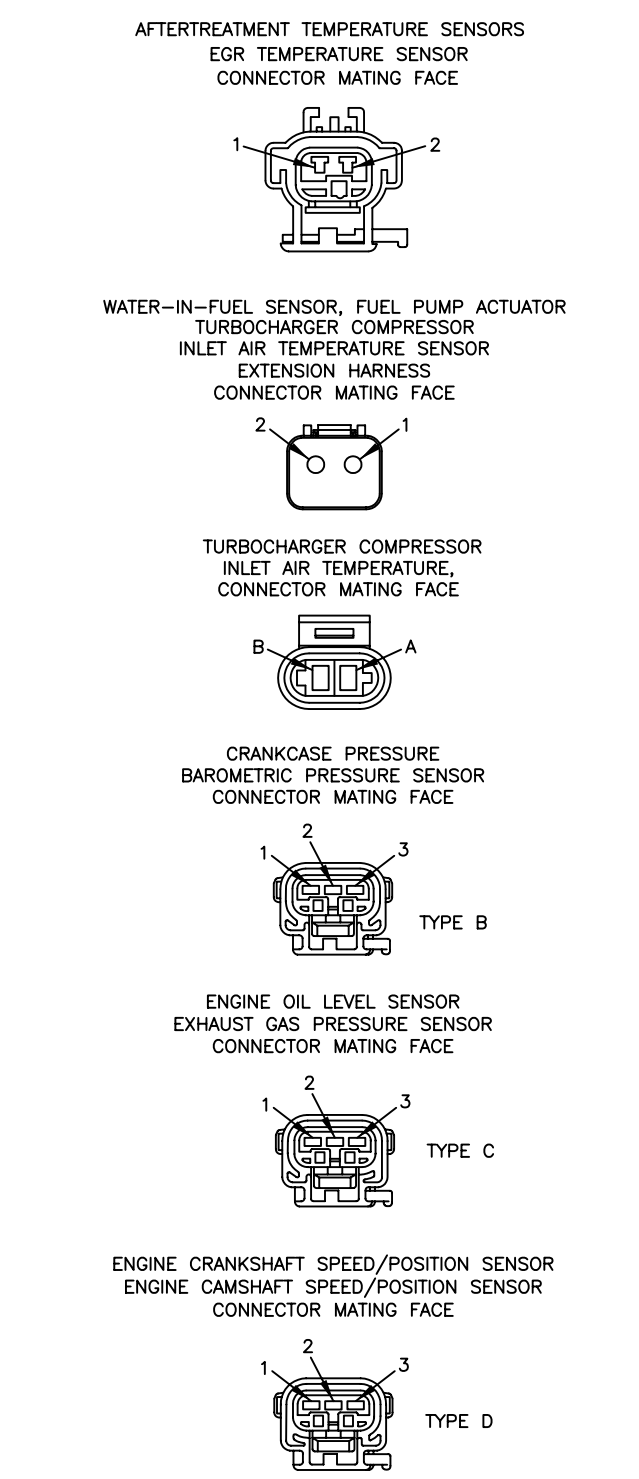 AFTERTREATMENT TEMPERATURE SENSORS
EGR TEMPERATURE SENSOR
CONNECTOR MATING FACE
1 2
WATER-IN-FUEL SENSOR, FUEL PUMP ACTUATOR
TURBOCHARGER COMPRESSOR
INLET AIR TEMPERATURE SENSOR
EXTENSION HARNESS
CONNECTOR MATING FACE
2 1
TURBOCHARGER COMPRESSOR
INLET AIR TEMPERATURE,
CONNECTOR MATING FACE
B A
CRANKCASE PRESSURE
BAROMETRIC PRESSURE SENSOR
CONNECTOR MATING FACE
1 2 3
TYPE B
ENGINE OIL LEVEL SENSOR
EXHAUST GAS PRESSURE SENSOR
CONNECTOR MATING FACE
1 2 3
TYPE C
ENGINE CRANKSHAFT SPEED/POSITION SENSOR
ENGINE CAMSHAFT SPEED/POSITION SENSOR
CONNECTOR MATING FACE
1 2 3
TYPE D